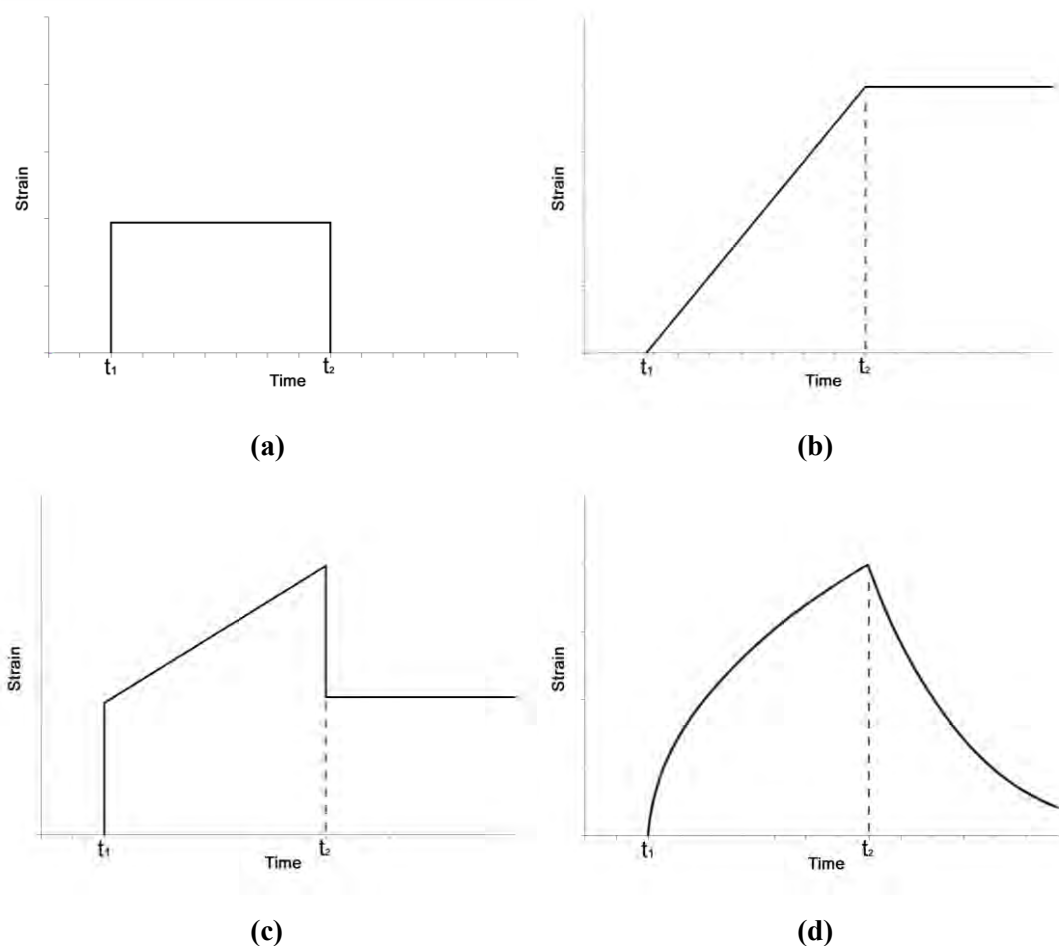 Strain
t₁
t₂
Time
(a)
Strain
t₁
t₂
Time
(b)
Strain
t₁
t₂
Time
(c)
Strain
t₁
t₂
Time
(d)